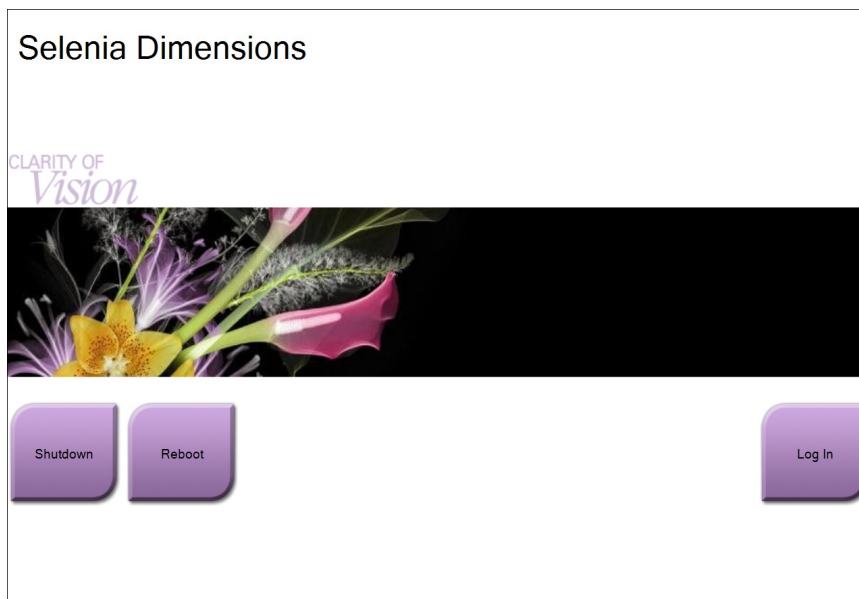 Selenia Dimensions
CLARITY OF
Vision
Shutdown
Reboot
Log In